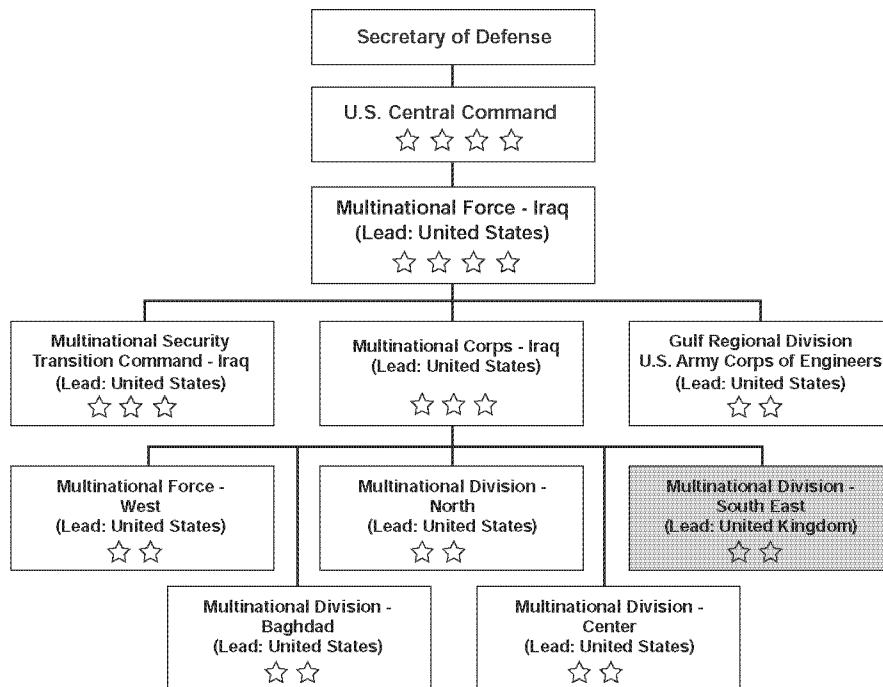 Secretary of Defense
U.S. Central Command
Multinational Force - Iraq
(Lead: United States)
Multinational Security
Transition Command - Iraq
(Lead: United States)
Multinational Corps - Iraq
(Lead: United States)
Gulf Regional Division
U.S. Army Corps of Engineers
(Lead: United States)
Multinational Force -
West
(Lead: United States)
Multinational Division -
North
(Lead: United States)
Multinational Division -
South East
(Lead: United Kingdom)
Multinational Division -
Baghdad
(Lead: United States)
Multinational Division -
Center
(Lead: United States)